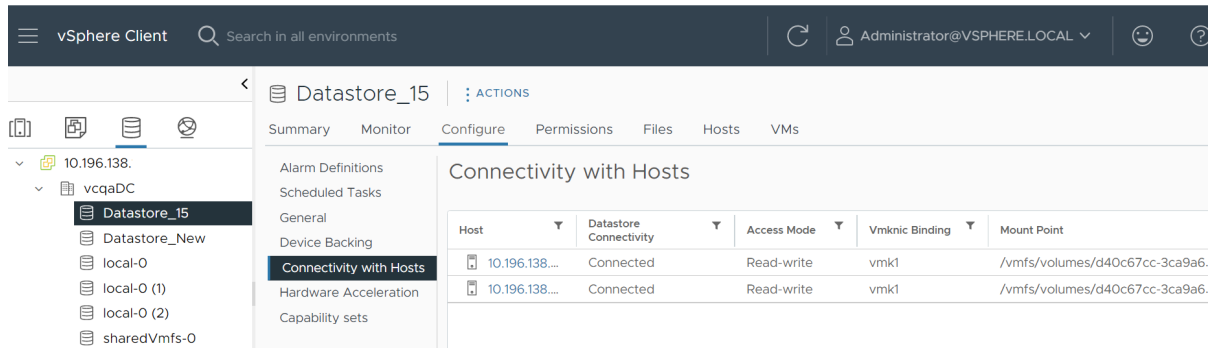 vSphere Client
Search in all environments
Administrator@VSPHERE.LOCAL
Datastore_15
ACTIONS
Summary Monitor Configure Permissions Files Hosts VMs
10.196.138.
vcqaDC
Datastore_15
Datastore_New
local-0
local-0 (1)
local-0 (2)
sharedVmfs-0
Alarm Definitions
Scheduled Tasks
General
Device Backing
Connectivity with Hosts
Hardware Acceleration
Capability sets
Connectivity with Hosts
Host Datastore Connectivity Access Mode Vmknic Binding Mount Point
10.196.138.... Connected Read-write vmk1 /vmfs/volumes/d40c67cc-3ca9a6.
10.196.138.... Connected Read-write vmk1 /vmfs/volumes/d40c67cc-3ca9a6.